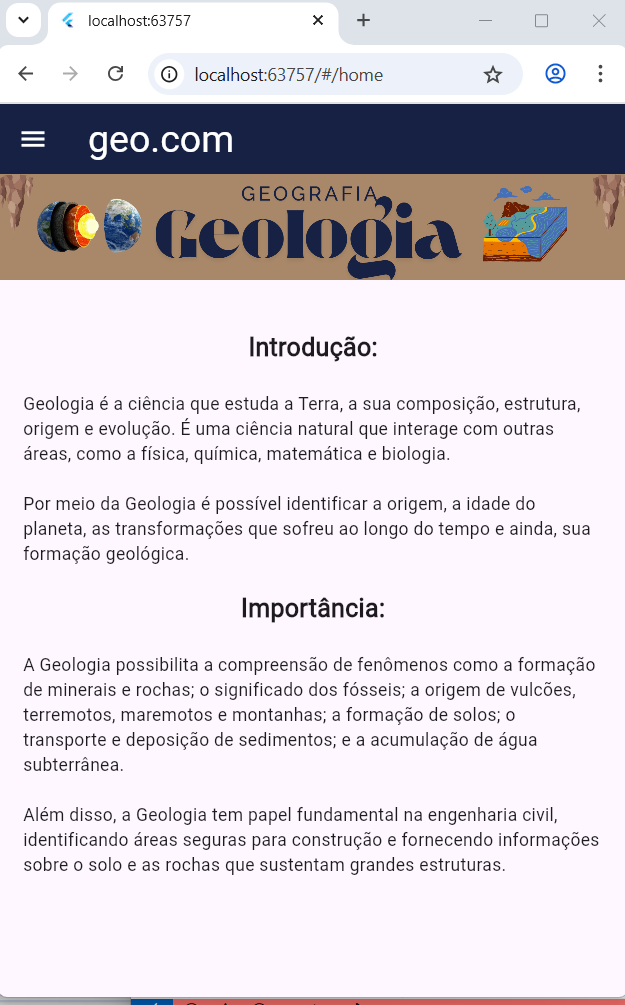 localhost:63757
localhost:63757/#/home
geo.com
GEOGRAFIA
Geologia
Introdução:
Geologia é a ciência que estuda a Terra, a sua composição, estrutura,
origem e evolução. É uma ciência natural que interage com outras
áreas, como a física, química, matemática e biologia.
Por meio da Geologia é possível identificar a origem, a idade do
planeta, as transformações que sofreu ao longo do tempo e ainda, sua
formação geológica.
Importância:
A Geologia possibilita a compreensão de fenômenos como a formação
de minerais e rochas; o significado dos fósseis; a origem de vulcões,
terremotos, maremotos e montanhas; a formação de solos; o
transporte e deposição de sedimentos; e a acumulação de água
subterrânea.
Além disso, a Geologia tem papel fundamental na engenharia civil,
identificando áreas seguras para construção e fornecendo informações
sobre o solo e as rochas que sustentam grandes estruturas.